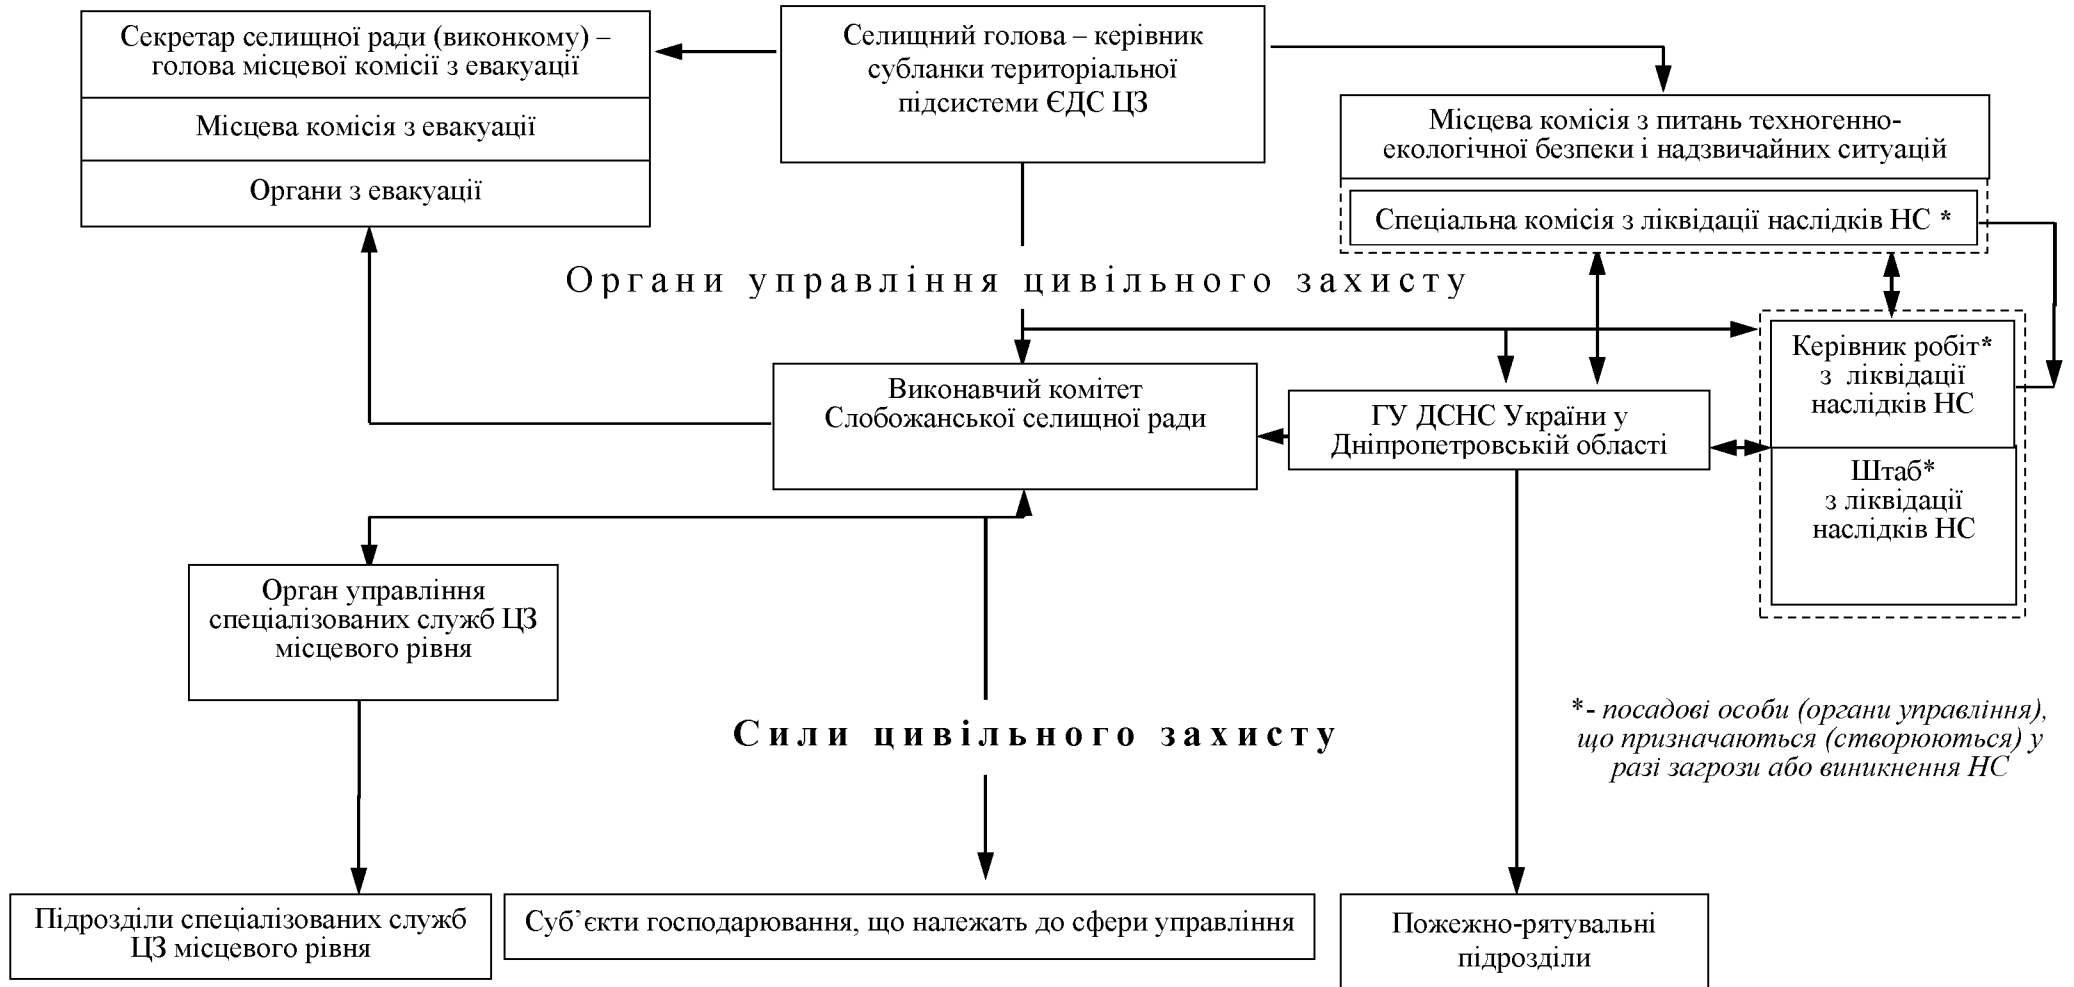 Секретар селищної ради (виконкому) –
голова місцевої комісії з евакуації
Місцева комісія з евакуації
Органи з евакуації
Селищний голова – керівник
субланки територіальної
підсистеми ЄДС ЦЗ
Місцева комісія з питань техногенно-
екологічної безпеки і надзвичайних ситуацій
Спеціальна комісія з ліквідації наслідків НС *
Органи управління цивільного захисту
Виконавчий комітет
Слобожанської селищної ради
ГУ ДСНС України у
Дніпропетровській області
Керівник робіт*
з ліквідації
наслідків НС
Штаб*
з ліквідації
наслідків НС
Орган управління
спеціалізованих служб ЦЗ
місцевого рівня
*- посадові особи (органи управління),
що призначаються (створюються) у
разі загрози або виникнення НС
Сили цивільного захисту
Підрозділи спеціалізованих служб
ЦЗ місцевого рівня
Суб’єкти господарювання, що належать до сфери управління
Пожежно-рятувальні
підрозділи